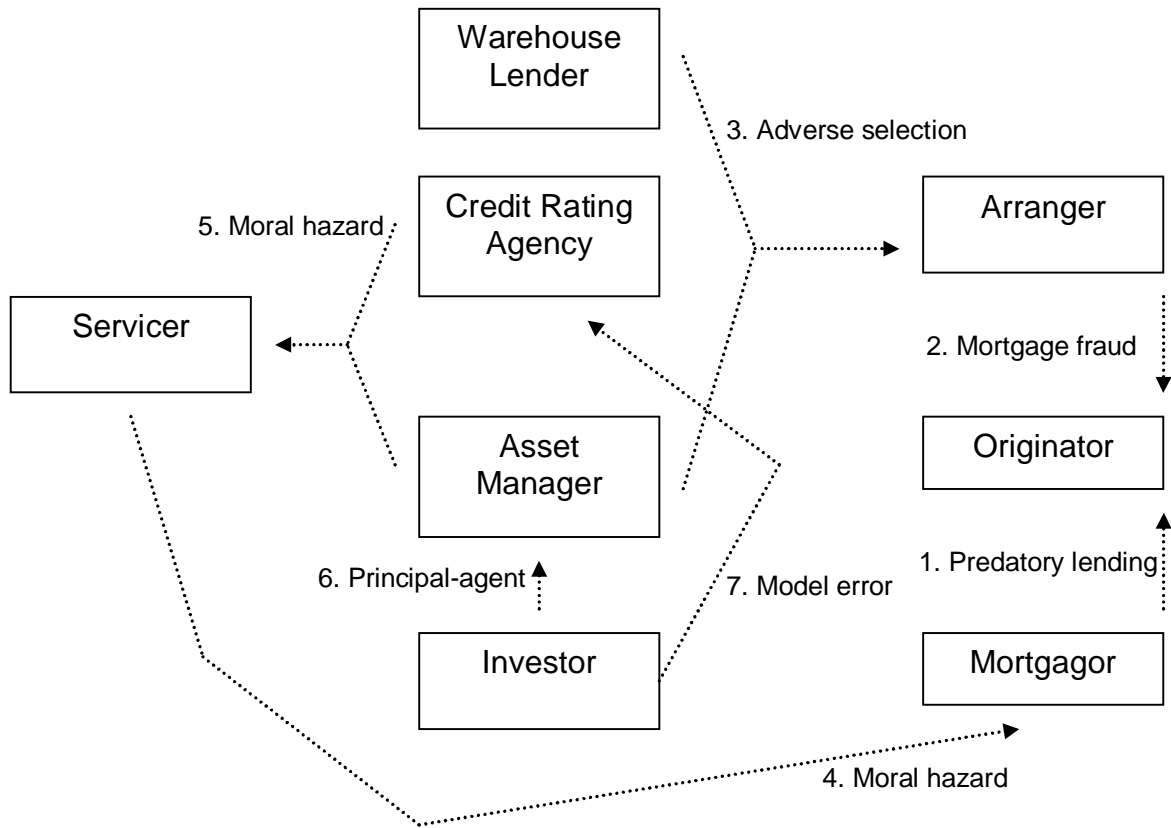 Warehouse
Lender
3. Adverse selection
Credit Rating
Agency
Arranger
5. Moral hazard
Servicer
2. Mortgage fraud
Asset
Manager
Originator
1. Predatory lending
6. Principal-agent
7. Model error
Investor
Mortgagor
4. Moral hazard